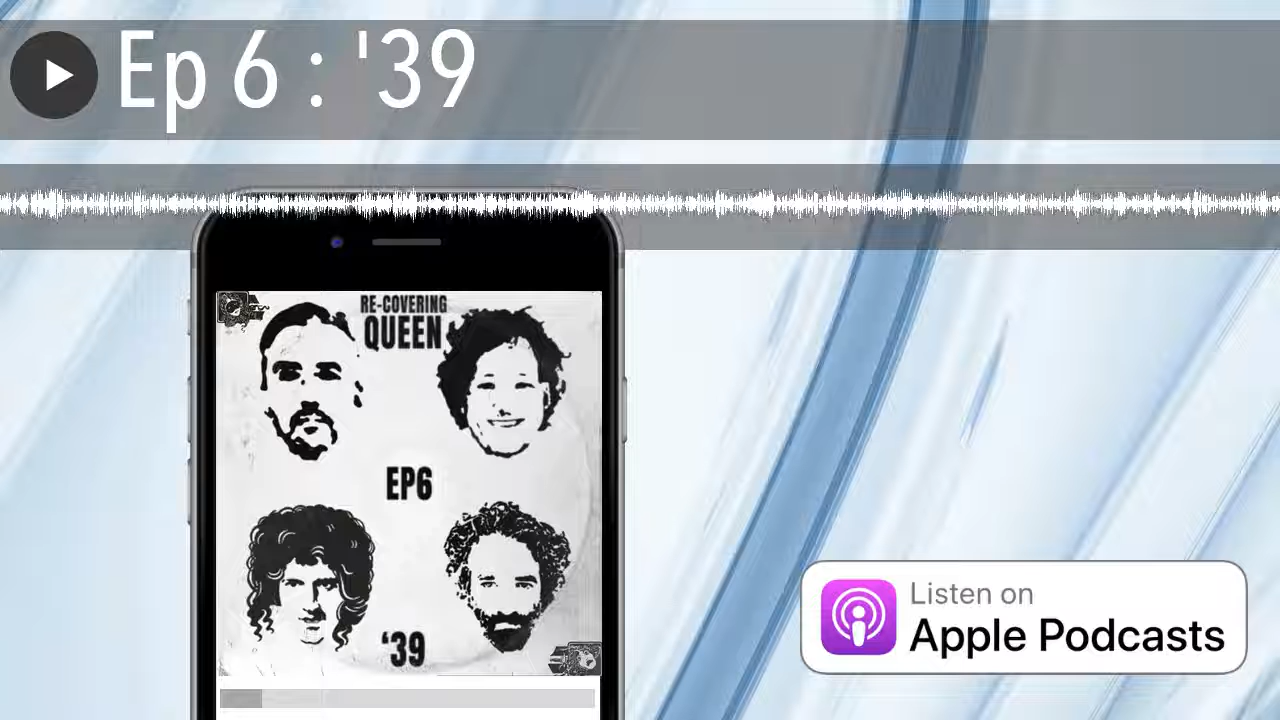 Ep 6 : '39
RE-COVERING
QUEEN
EP6
‘39
Listen on
Apple Podcasts